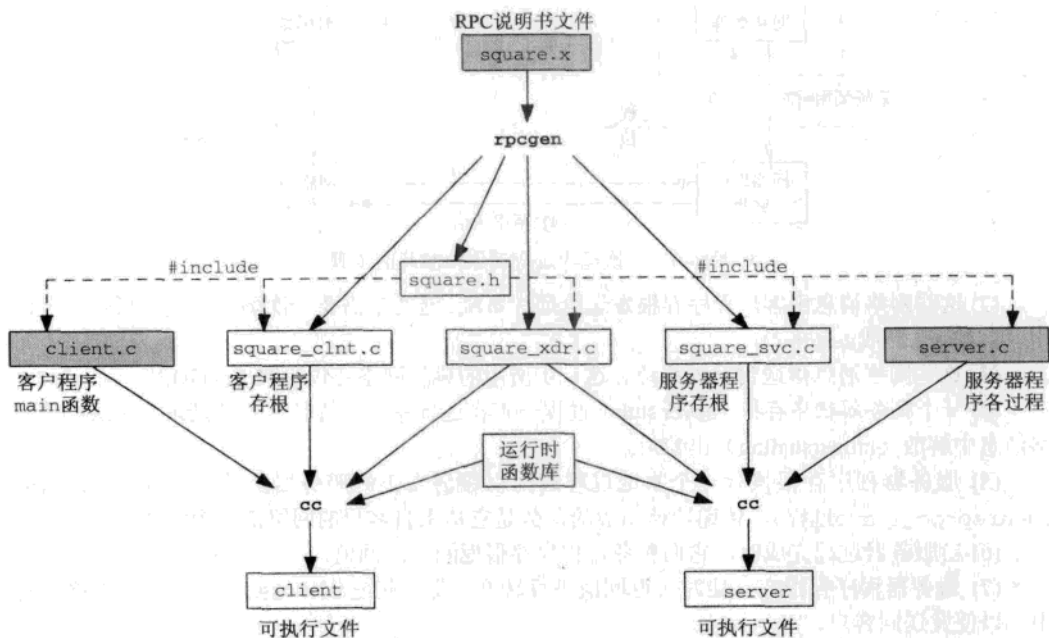 RPC说明书文件
square.x
rpcgen
#include
square.h
#include
client.c
square_clnt.c
square_xdr.c
square_svc.c
server.c
客户程序
main函数
客户程序
存根
服务器程
序存根
服务器程
序各过程
运行时
函数库
cc
cc
client
server
可执行文件
可执行文件